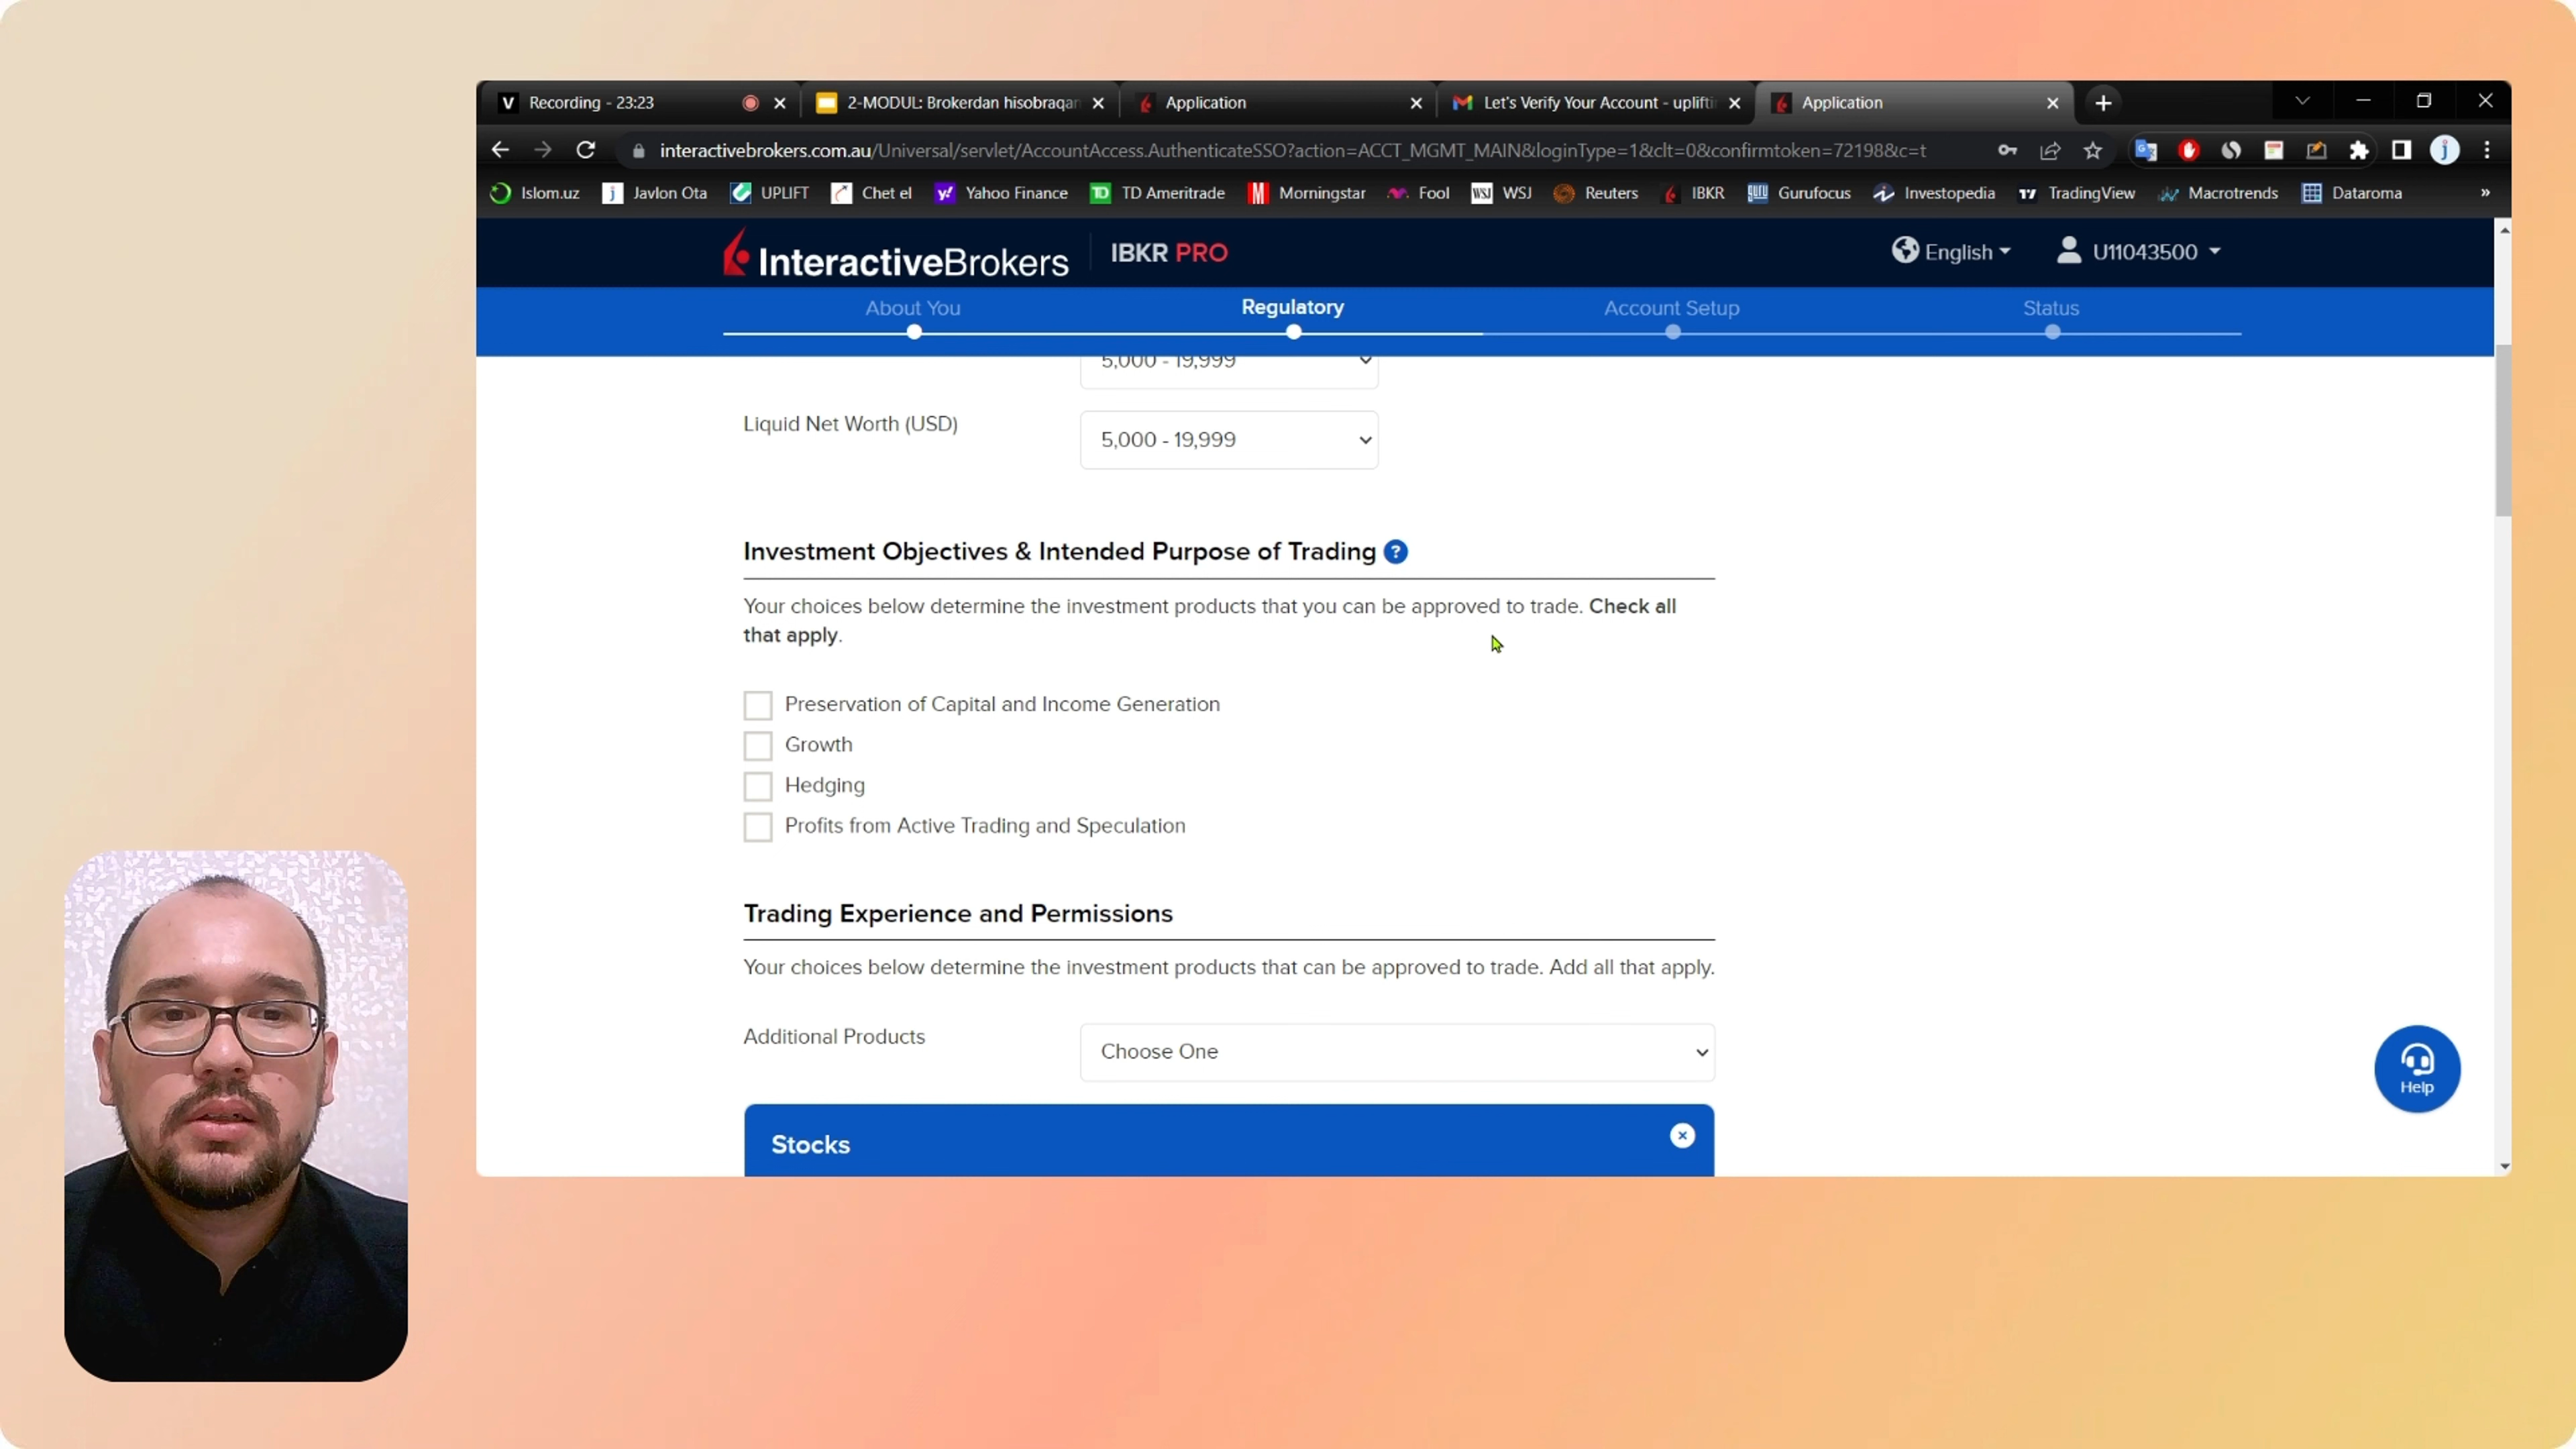 Recording - 23:23
2-MODUL: Brokerdan hisobraqan
Application
Let's Verify Your Account - uplifti
Application
interactivebrokers.com.au/Universal/servlet/AccountAccess.AuthenticateSSO?action=ACCT_MGMT_MAIN&loginType=1&clt=0&confirmtoken=72198&c=t
Islom.uz Javlon Ota UPLIFT Chet el Yahoo Finance TD Ameritrade Morningstar Fool WSJ Reuters IBKR Gurufocus Investopedia TradingView Macrotrends Dataroma »
InteractiveBrokers IBKR PRO English U11043500
About You Regulatory Account Setup Status
5,000 - 19,999
Liquid Net Worth (USD)
5,000 - 19,999
Investment Objectives & Intended Purpose of Trading ?
Your choices below determine the investment products that you can be approved to trade. Check all
that apply.
Preservation of Capital and Income Generation
Growth
Hedging
Profits from Active Trading and Speculation
Trading Experience and Permissions
Your choices below determine the investment products that can be approved to trade. Add all that apply.
Additional Products
Choose One
Help
Stocks